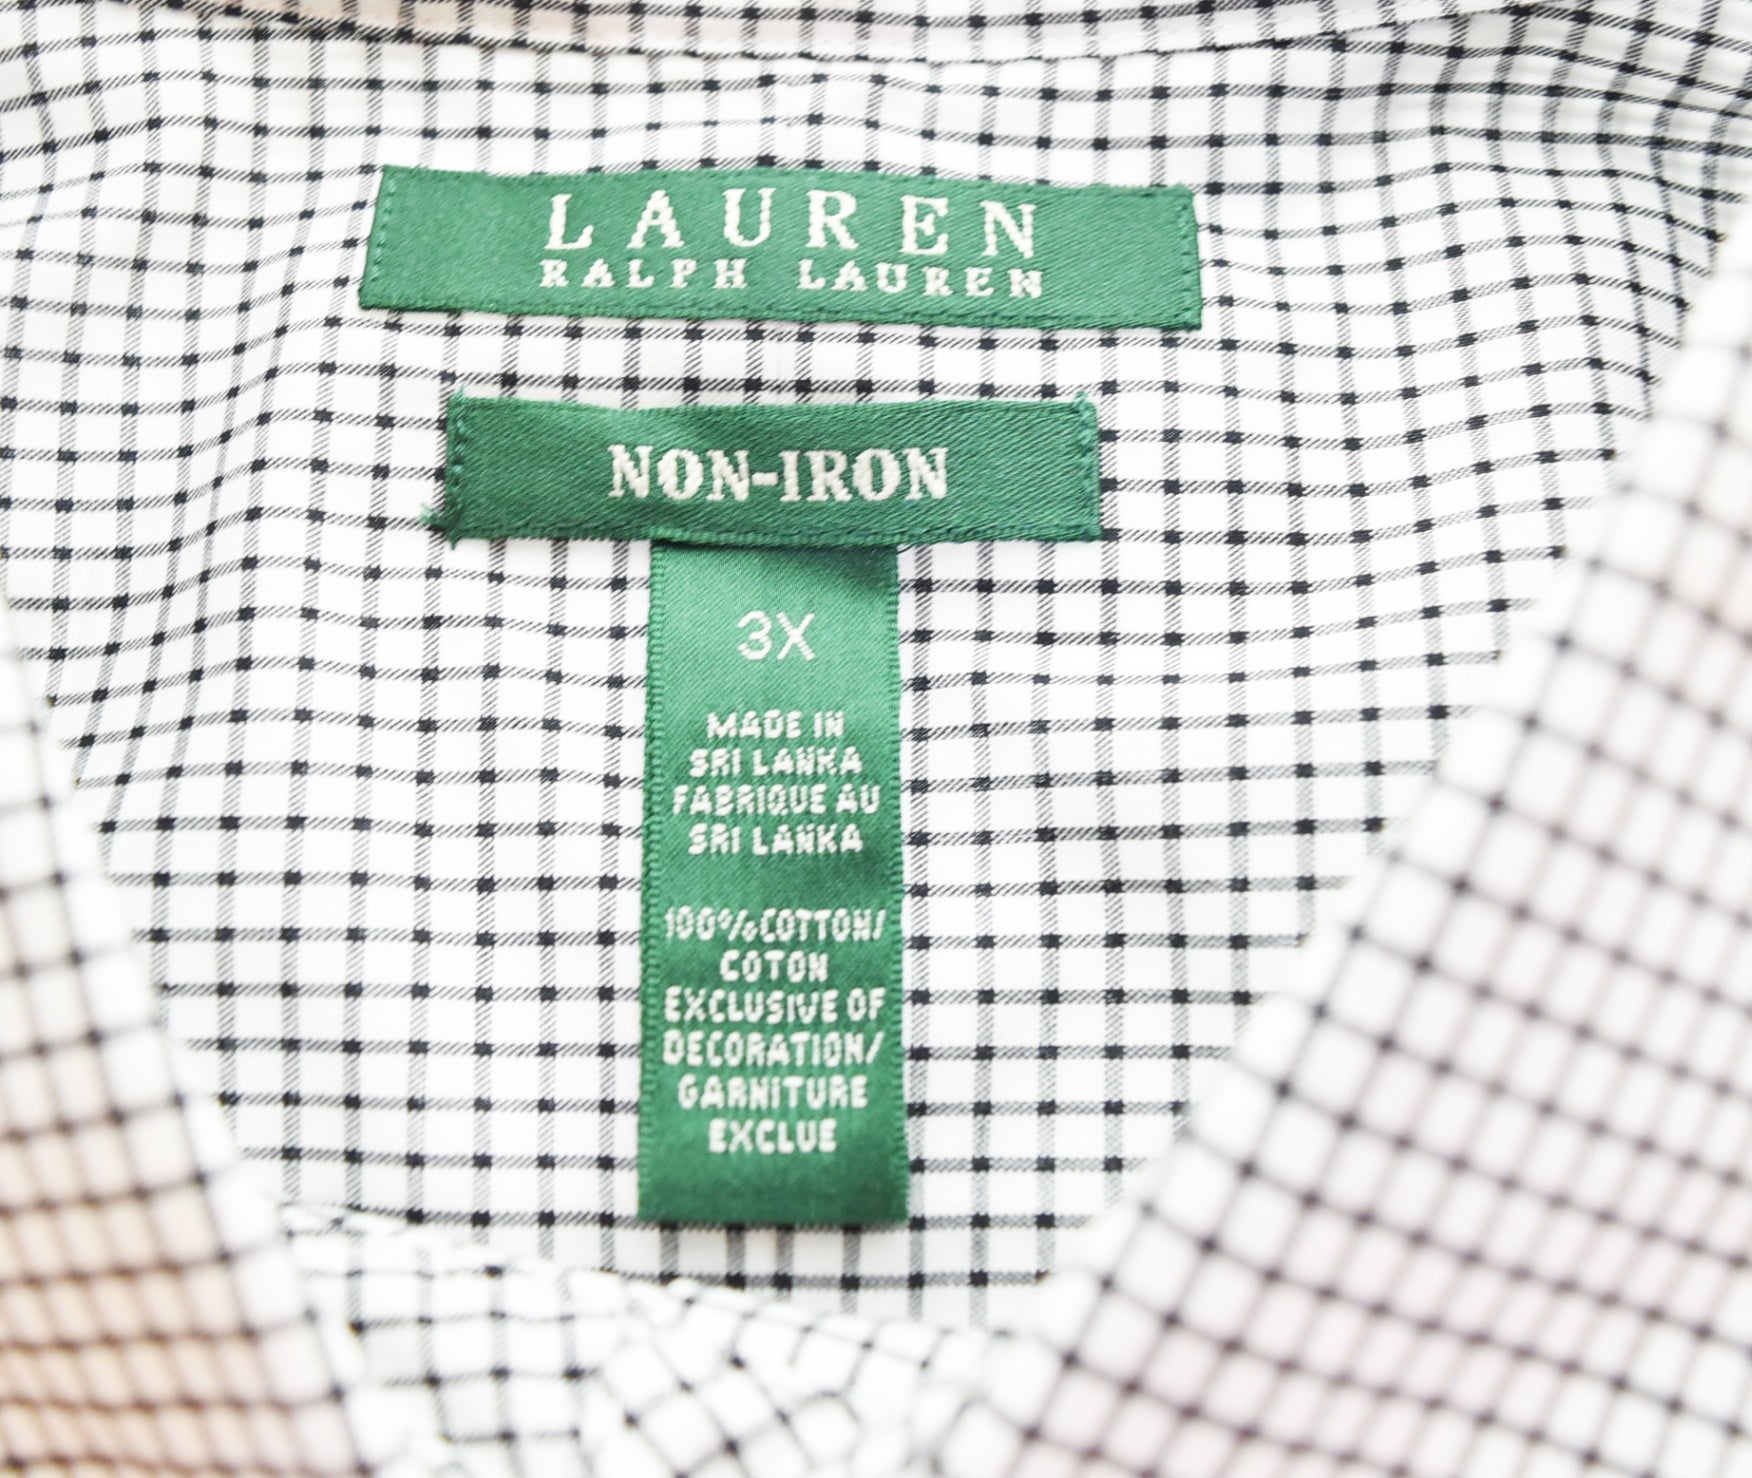 LAUREN
RALPH LAUREN
NON-IRON
3X
MADE IN
SRI LANKA
FABRIQUE AU
SRI LANKA
100% COTTON/
COTON
EXCLUSIVE OF
DECORATION/
GARNITURE
EXCLUE